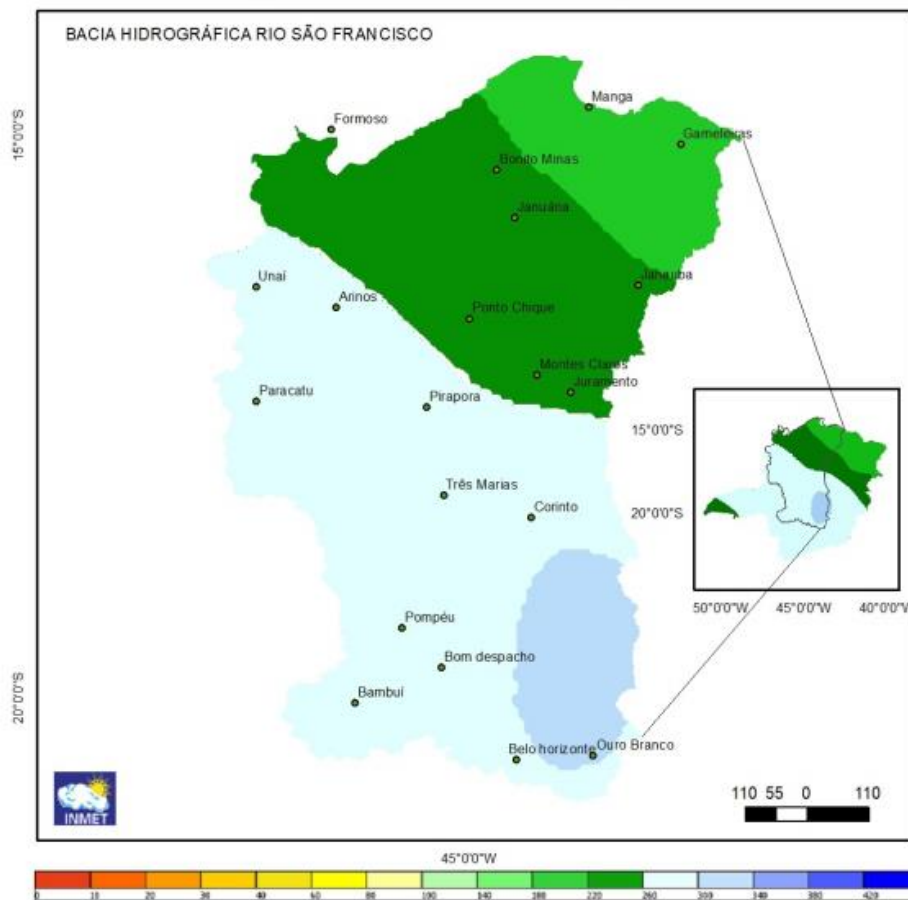 BACIA HIDROGRÁFICA RIO SÃO FRANCISCO
Manga
Formoso
Gameleiras
15°0'0"S
Bonito Minas
Januária
Unaí
Janaúba
Arinos
Ponto Chique
Montes Clares
Juramento
Paracatu
Pirapora
15°0'0"S
Três Marias
Corinto
20°0'0"S
50°0'0"W 45°0'0"W 40°0'0"W
Pompéu
Bom despacho
Bambuí
20°0'0"S
Belo horizonte
Ouro Branco
INMET
110 55 0 110
45°0'0"W
0 10 20 30 40 60 80 100 140 180 220 260 300 340 380 420